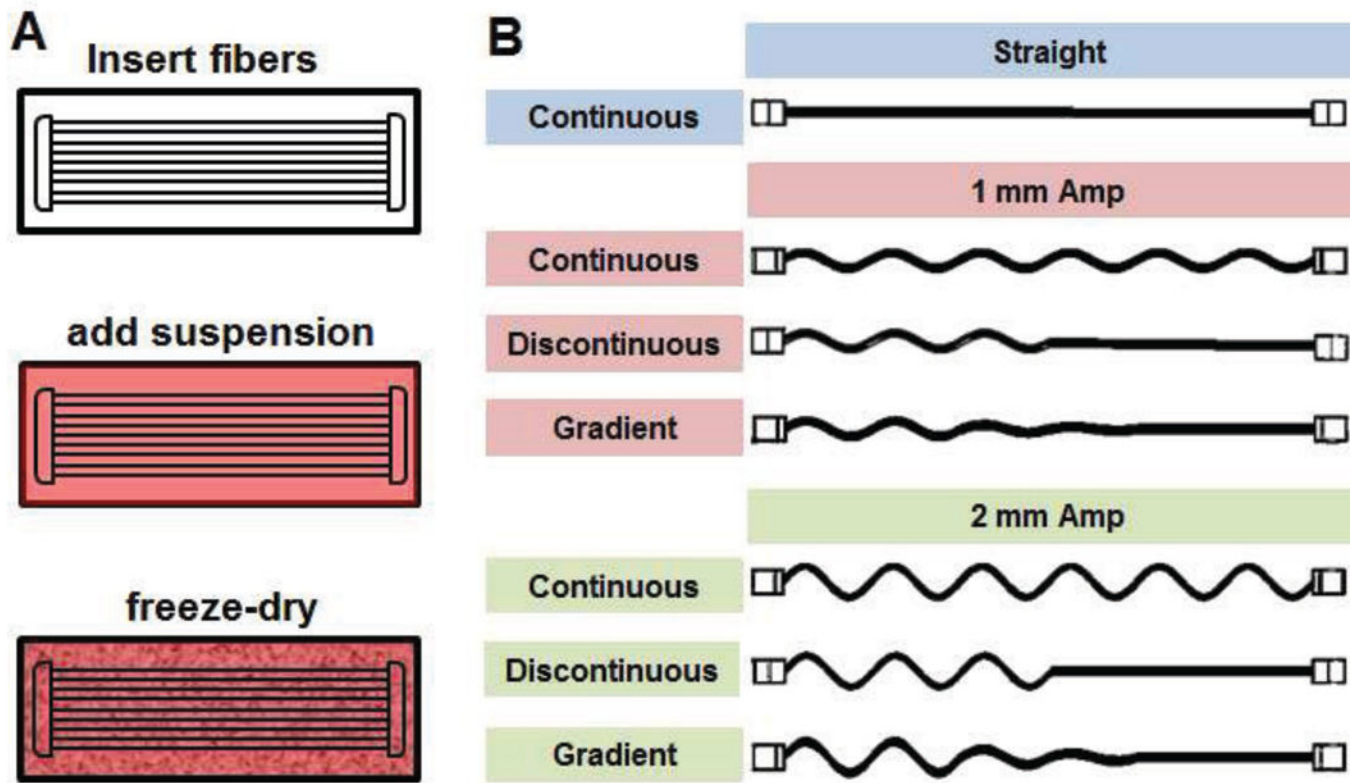 A
Insert fibers
add suspension
freeze-dry
B
Straight
Continuous
1 mm Amp
Continuous
Discontinuous
Gradient
2 mm Amp
Continuous
Discontinuous
Gradient